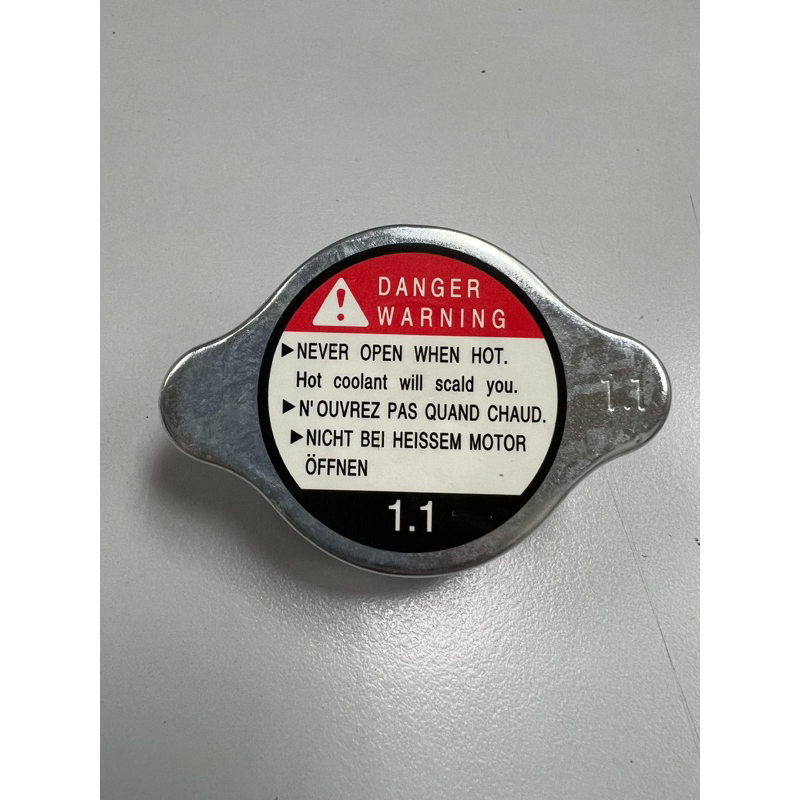 DANGER
WARNING
▶NEVER OPEN WHEN HOT.
Hot coolant will scald you.
▶N'OUVREZ PAS QUAND CHAUD.
▶NICHT BEI HEISSEM MOTOR
ÖFFNEN
1.1
1.1